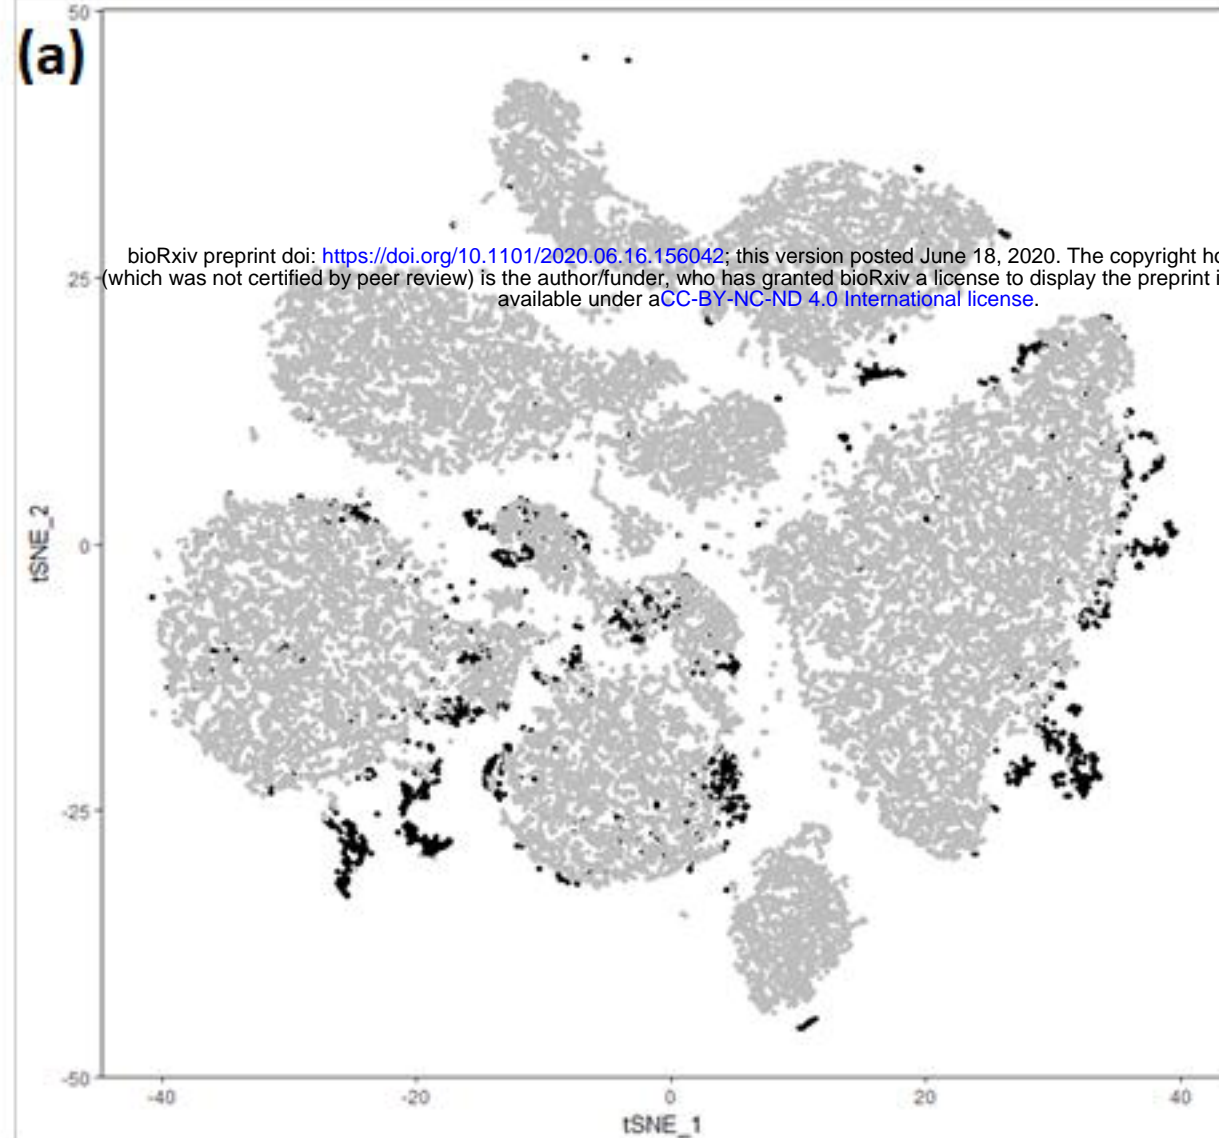 (a)
50
bioRxiv preprint doi: https://doi.org/10.1101/2020.06.16.156042; this version posted June 18, 2020. The copyright
25
(which was not certified by peer review) is the author/funder, who has granted bioRxiv a license to display the preprint
available under aCC-BY-NC-ND 4.0 International license.
tSNE_2
0
-25
-50
-40
-20
0
20
40
tSNE_1